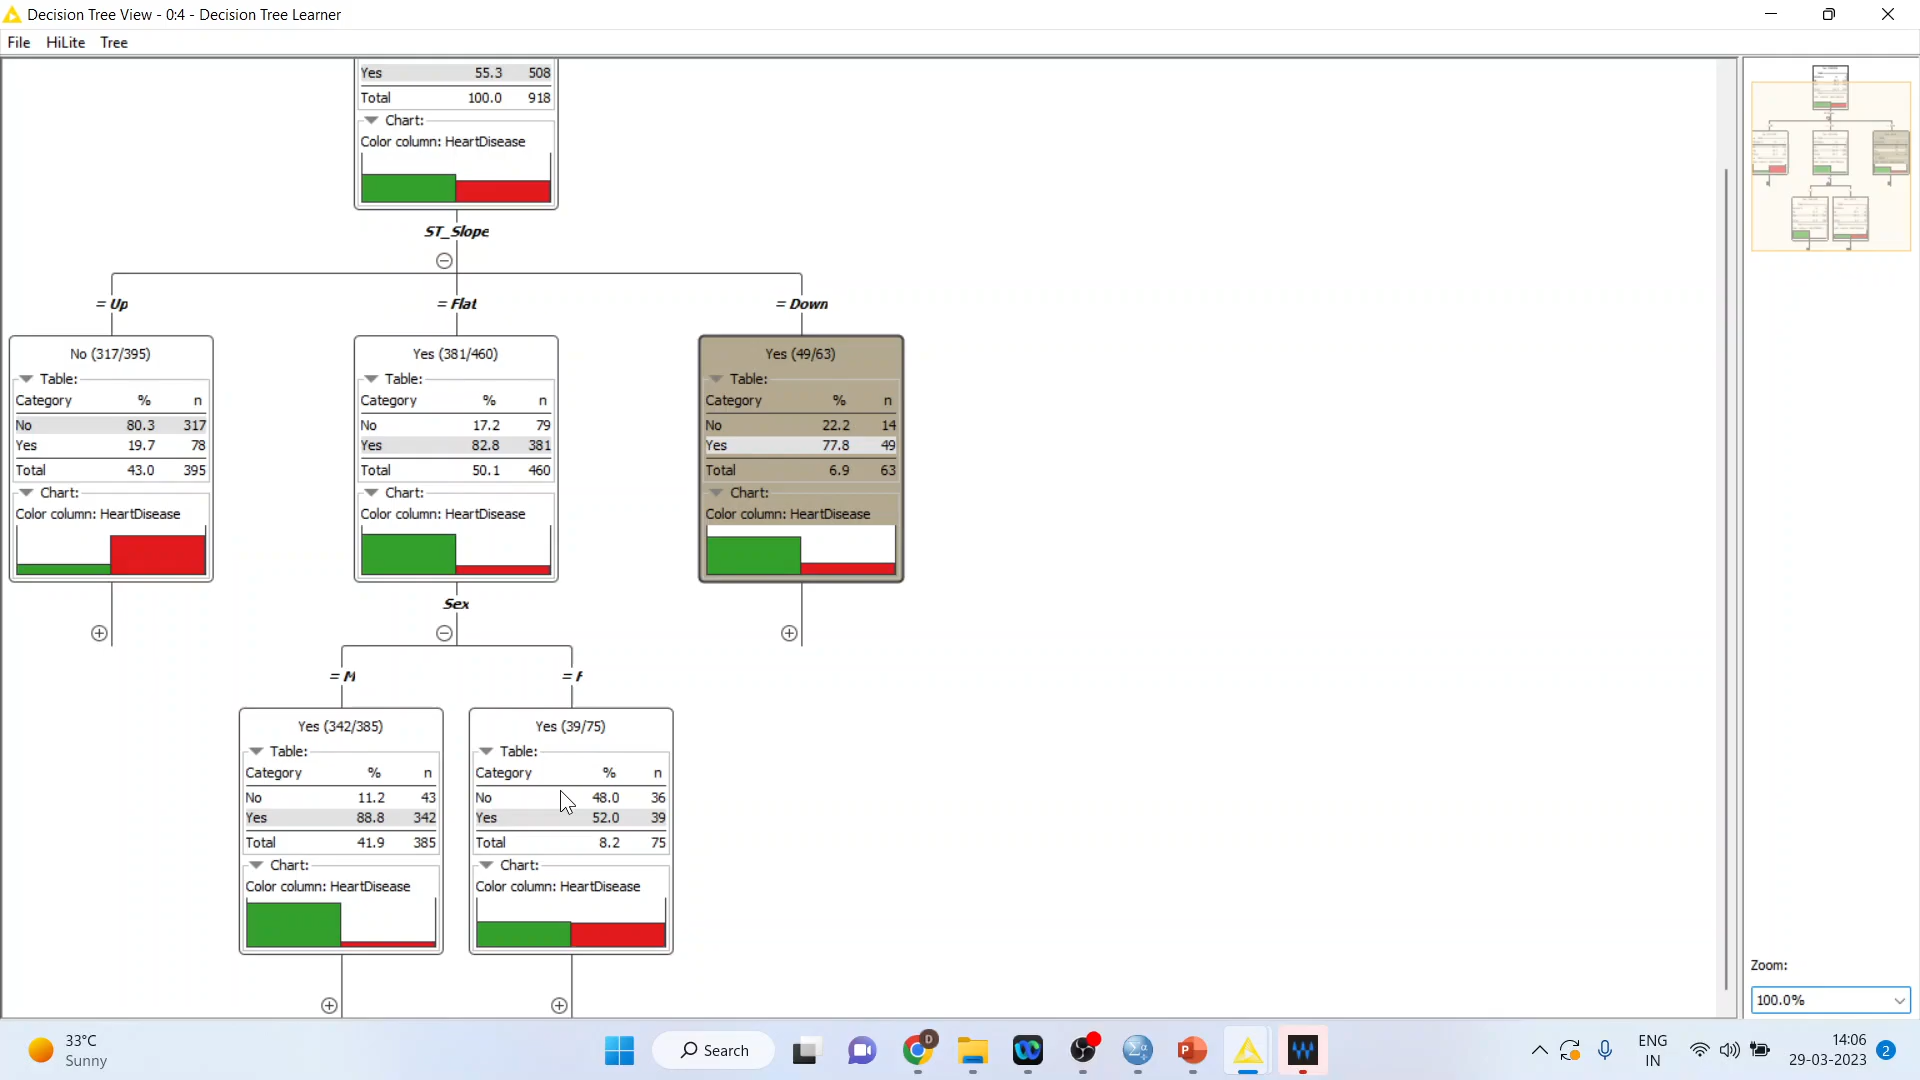 Decision Tree View - 0:4 - Decision Tree Learner
File HiLite Tree
Yes 55.3 508
Total 100.0 918
Chart:
Color column: HeartDisease
ST_Slope
= Up
= Flat
= Down
No (317/395)
Table:
Category % n
No 80.3 317
Yes 19.7 78
Total 43.0 395
Chart:
Color column: HeartDisease
Yes (381/460)
Table:
Category % n
No 17.2 79
Yes 82.8 381
Total 50.1 460
Chart:
Color column: HeartDisease
Yes (49/63)
Table:
Category % n
No 22.2 14
Yes 77.8 49
Total 6.9 63
Chart:
Color column: HeartDisease
Sex
= M
= F
Yes (342/385)
Table:
Category % n
No 11.2 43
Yes 88.8 342
Total 41.9 385
Chart:
Color column: HeartDisease
Yes (39/75)
Table:
Category % n
No 48.0 36
Yes 52.0 39
Total 8.2 75
Chart:
Color column: HeartDisease
Zoom:
100.0%
33°C
Sunny
Search
D
ENG
IN
14:06
29-03-2023
2